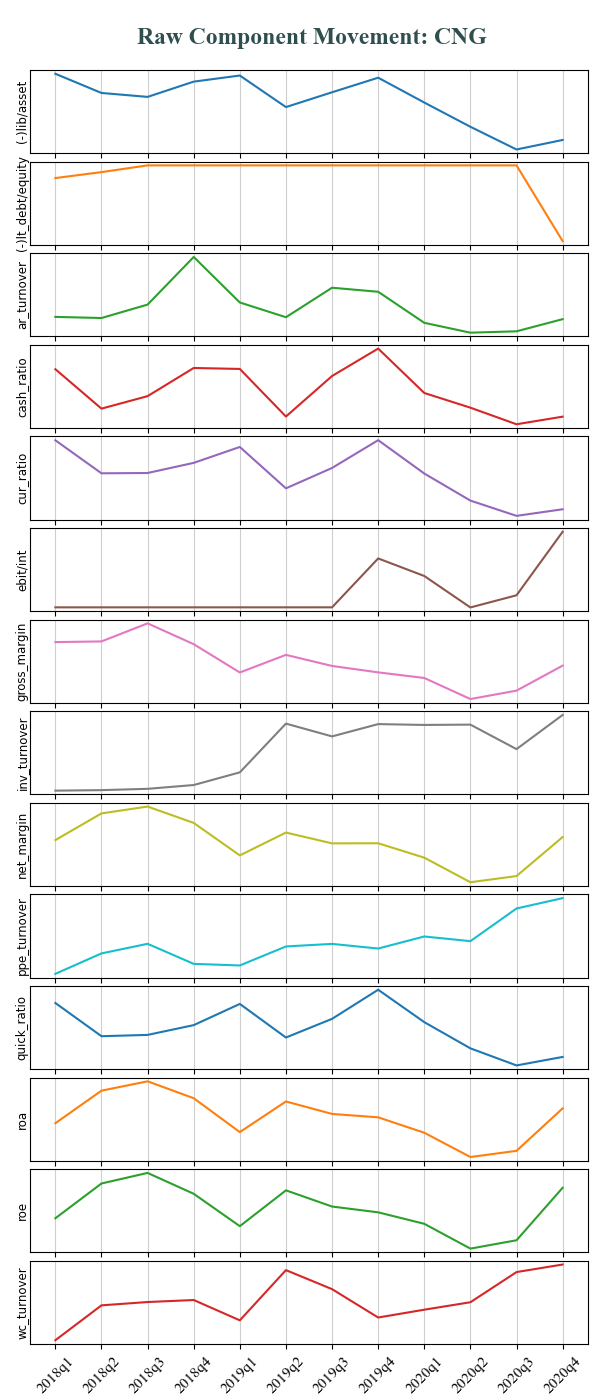 Raw Component Movement: CNG
(-)lib/asset
(-)lt_debt/equity
ar_turnover
cash_ratio
cur_ratio
ebit/int
gross_margin
inv_turnover
net_margin
ppe_turnover
quick_ratio
roa
roe
wc_turnover
2018q1 2018q2 2018q3 2018q4 2019q1 2019q2 2019q3 2019q4 2020q1 2020q2 2020q3 2020q4